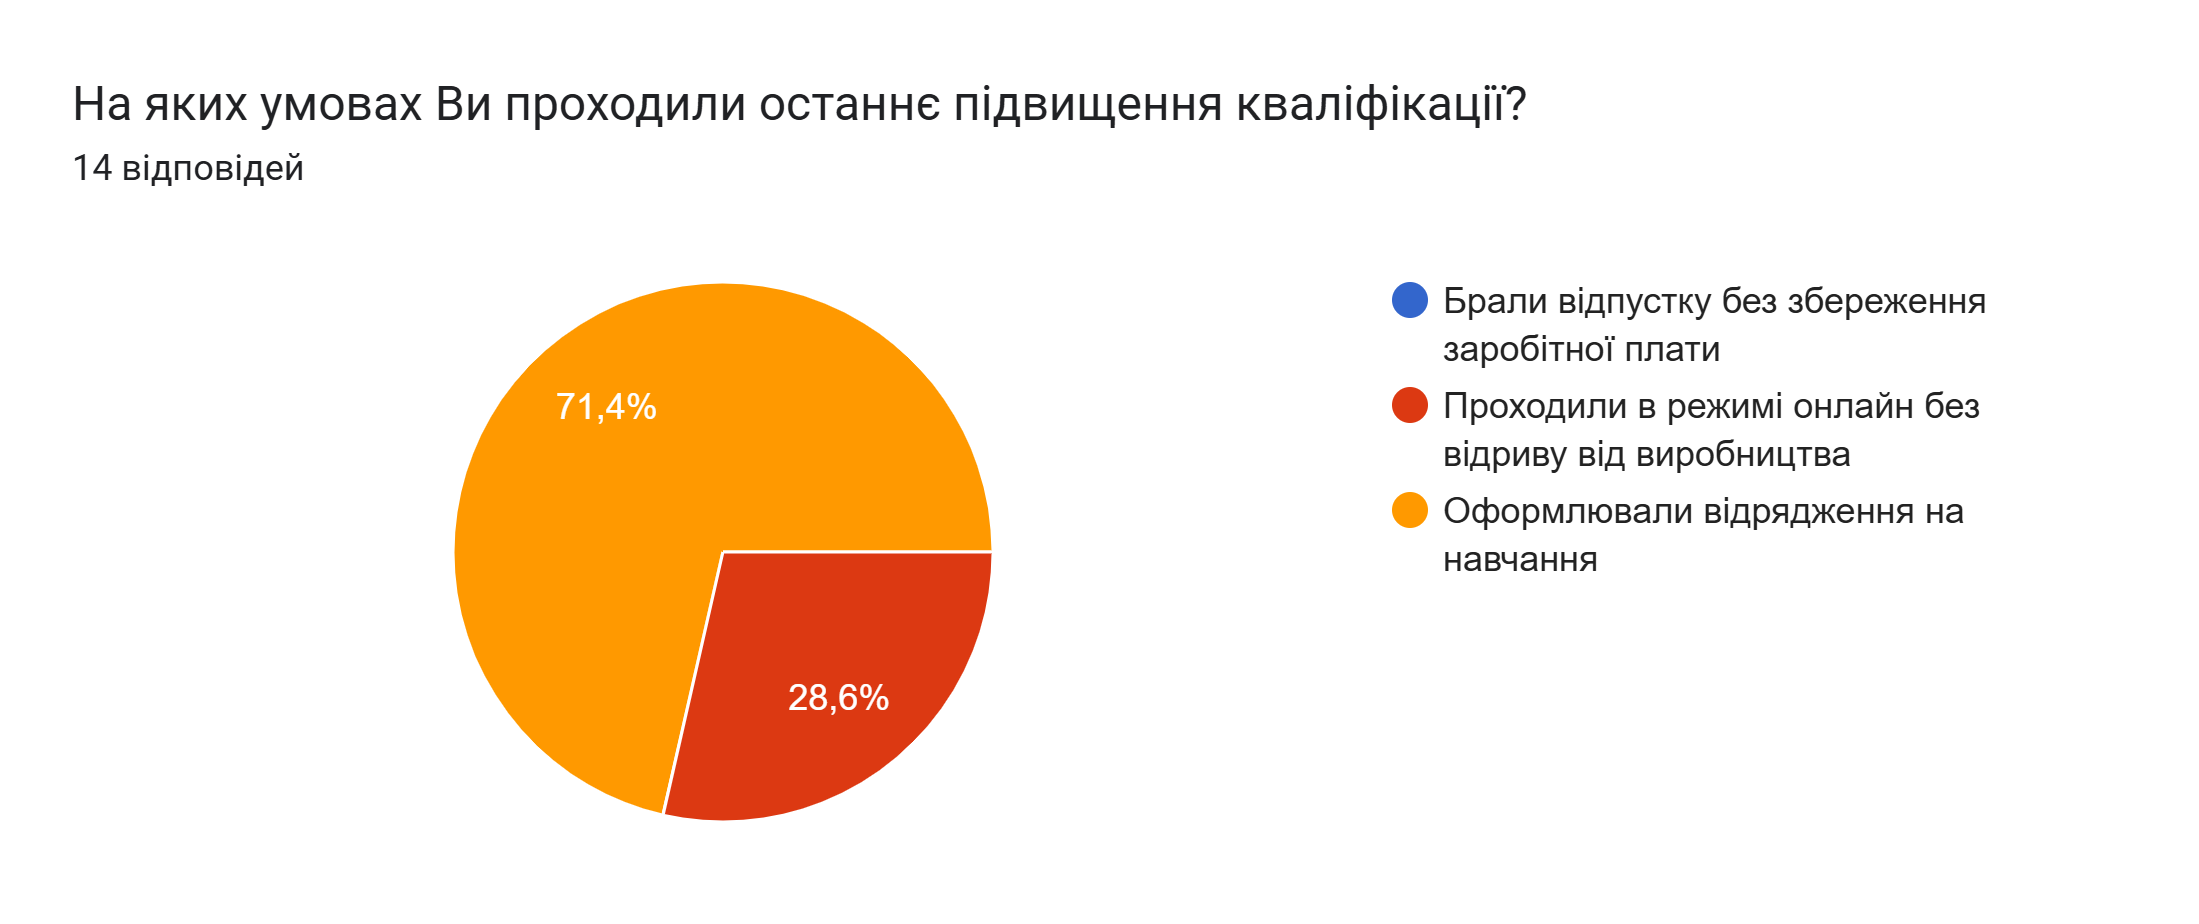 На яких умовах Ви проходили останнє підвищення кваліфікації?
14 відповідей
71,4%
28,6%
Брали відпустку без збереження
заробітної плати
Проходили в режимі онлайн без
відриву від виробництва
Оформлювали відрядження на
навчання